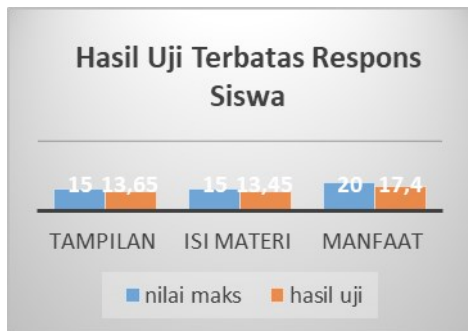 Hasil Uji Terbatas Respons
Siswa
15 13,65 15 13,45 20 17,4
TAMPILAN ISI MATERI MANFAAT
nilai maks hasil uji